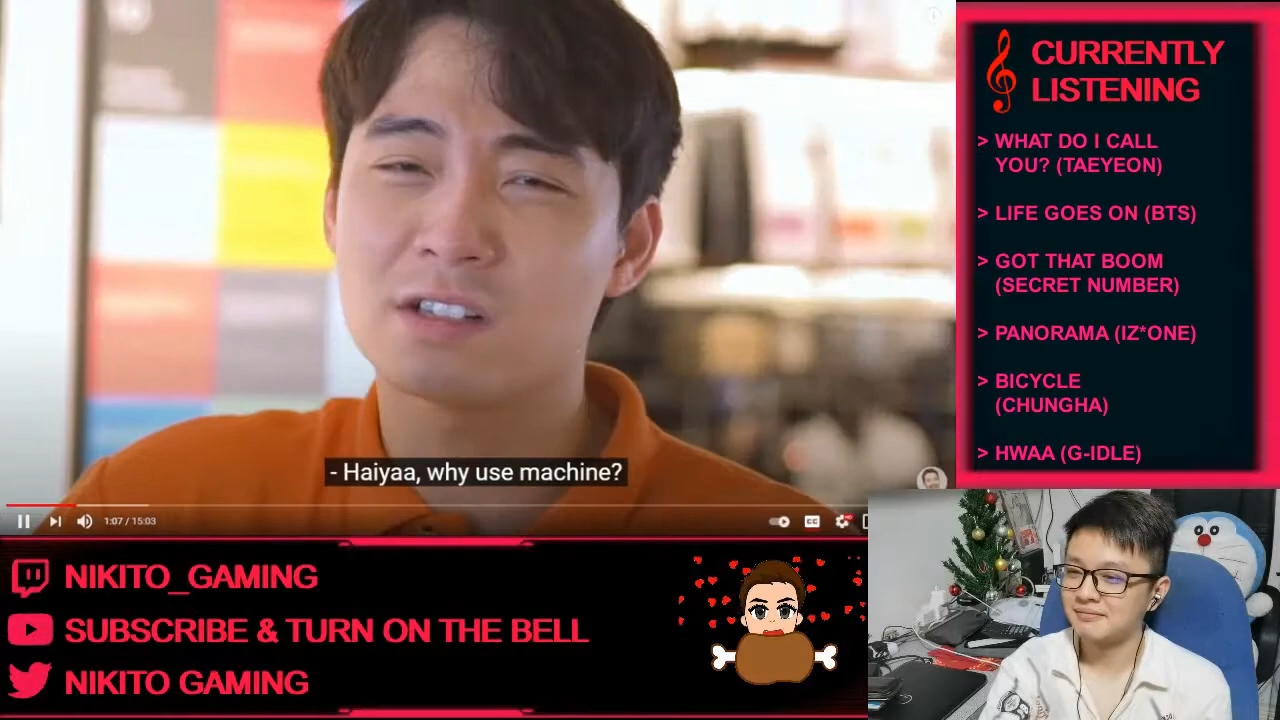 - Haiyaa, why use machine?
1:07 / 15:03
CC
CURRENTLY
LISTENING
> WHAT DO I CALL
YOU? (TAEYEON)
> LIFE GOES ON (BTS)
> GOT THAT BOOM
(SECRET NUMBER)
> PANORAMA (IZ*ONE)
> BICYCLE
(CHUNGHA)
> HWAA (G-IDLE)
NIKITO_GAMING
SUBSCRIBE & TURN ON THE BELL
NIKITO GAMING